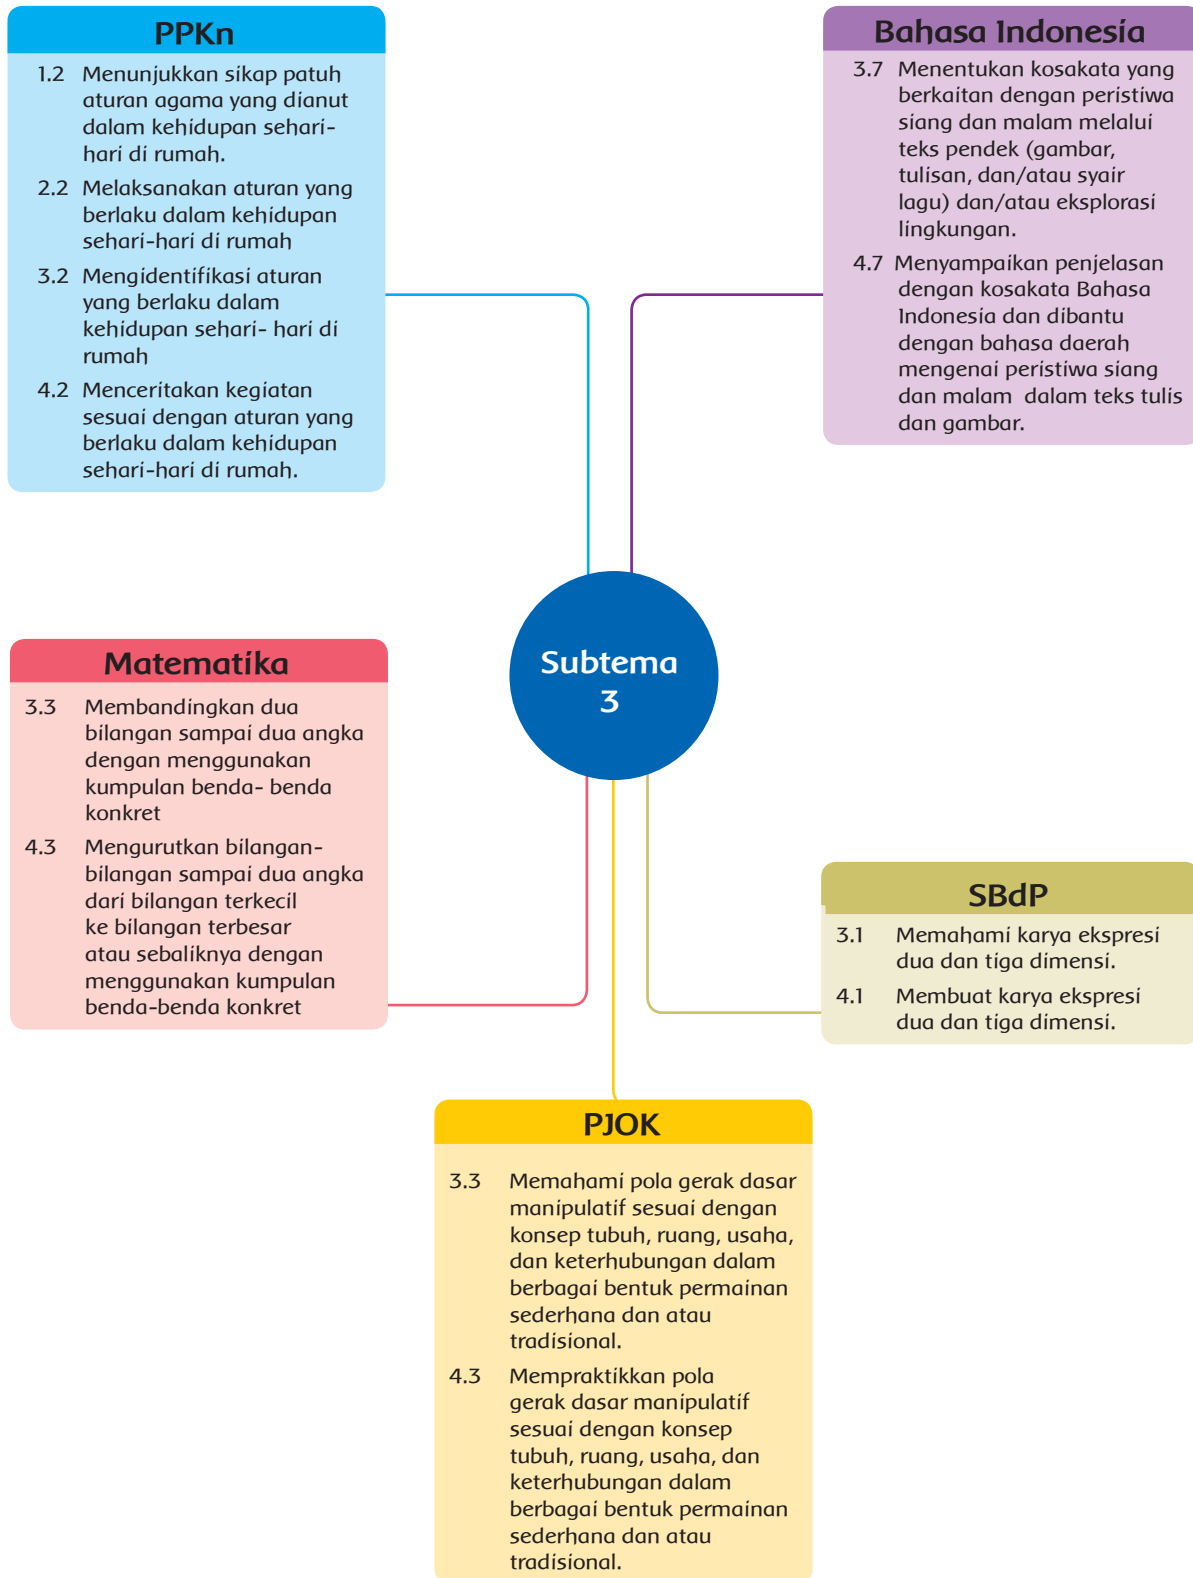 PPKn
1.2 Menunjukkan sikap patuh
aturan agama yang dianut
dalam kehidupan sehari-
hari di rumah.
2.2 Melaksanakan aturan yang
berlaku dalam kehidupan
sehari-hari di rumah
3.2 Mengidentifikasi aturan
yang berlaku dalam
kehidupan sehari- hari di
rumah
4.2 Menceritakan kegiatan
sesuai dengan aturan yang
berlaku dalam kehidupan
sehari-hari di rumah.
Bahasa Indonesia
3.7 Menentukan kosakata yang
berkaitan dengan peristiwa
siang dan malam melalui
teks pendek (gambar,
tulisan, dan/atau syair
lagu) dan/atau eksplorasi
lingkungan.
4.7 Menyampaikan penjelasan
dengan kosakata Bahasa
Indonesia dan dibantu
dengan bahasa daerah
mengenai peristiwa siang
dan malam dalam teks tulis
dan gambar.
Subtema
3
Matematika
3.3 Membandingkan dua
bilangan sampai dua angka
dengan menggunakan
kumpulan benda- benda
konkret
4.3 Mengurutkan bilangan-
bilangan sampai dua angka
dari bilangan terkecil
ke bilangan terbesar
atau sebaliknya dengan
menggunakan kumpulan
benda-benda konkret
SBdP
3.1 Memahami karya ekspresi
dua dan tiga dimensi.
4.1 Membuat karya ekspresi
dua dan tiga dimensi.
PJOK
3.3 Memahami pola gerak dasar
manipulatif sesuai dengan
konsep tubuh, ruang, usaha,
dan keterhubungan dalam
berbagai bentuk permainan
sederhana dan atau
tradisional.
4.3 Mempraktikkan pola
gerak dasar manipulatif
sesuai dengan konsep
tubuh, ruang, usaha, dan
keterhubungan dalam
berbagai bentuk permainan
sederhana dan atau
tradisional.